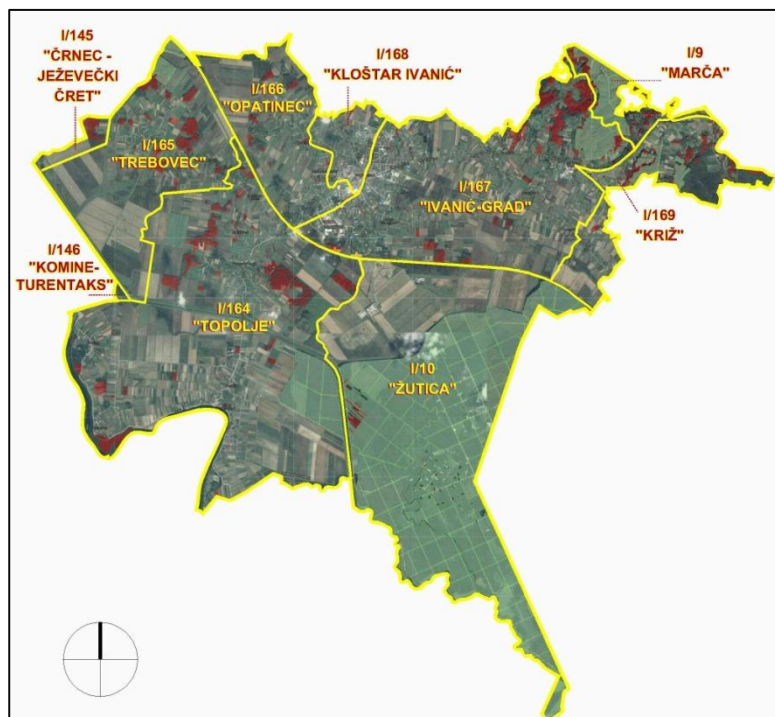 I/145
"ČRNEC -
JEŽEVEČKI
ČRET"
I/168
"KLOŠTAR IVANIĆ"
I/9
"MARČA"
I/166
"OPATINEC"
I/165
"TREBOVEC"
I/167
"IVANIĆ-GRAD"
I/169
"KRIŽ"
I/146
"KOMINE-
TURENTAKS"
I/164
"TOPOLJE"
I/10
"ŽUTICA"